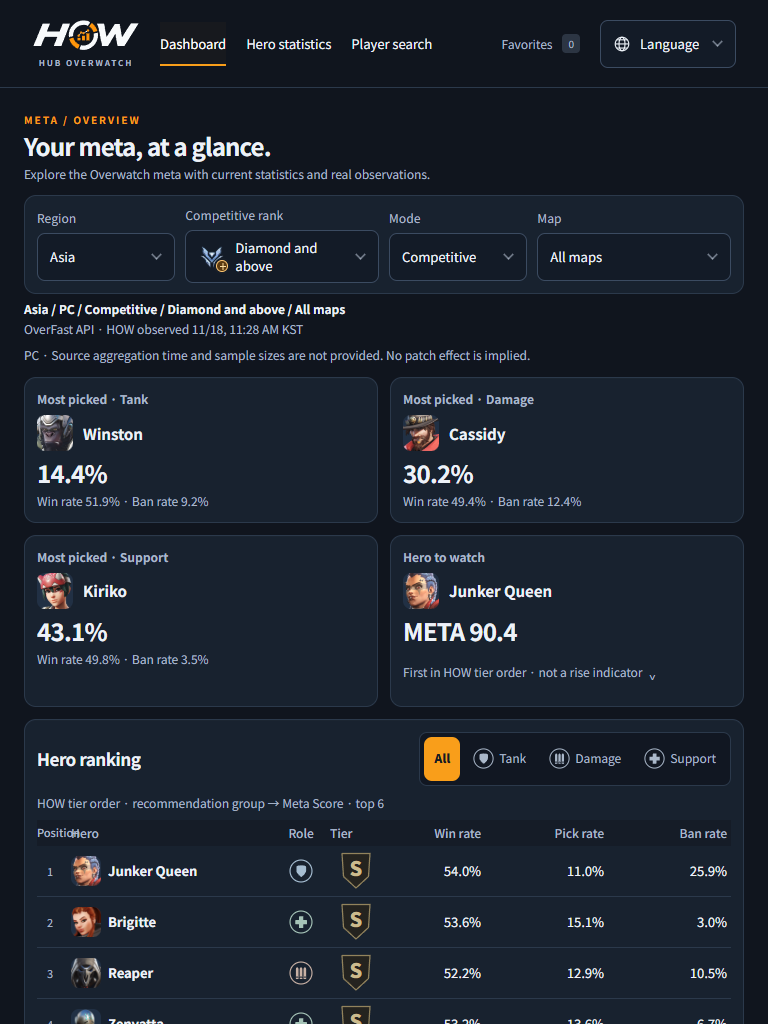 HOW
HUB OVERWATCH
Dashboard
Hero statistics
Player search
Favorites 0
Language
META / OVERVIEW
Your meta, at a glance.
Explore the Overwatch meta with current statistics and real observations.
Region
Competitive rank
Mode
Map
Asia
Diamond and
above
Competitive
All maps
Asia / PC / Competitive / Diamond and above / All maps
OverFast API · HOW observed 11/18, 11:28 AM KST
PC · Source aggregation time and sample sizes are not provided. No patch effect is implied.
Most picked · Tank
Winston
14.4%
Win rate 51.9% · Ban rate 9.2%
Most picked · Damage
Cassidy
30.2%
Win rate 49.4% · Ban rate 12.4%
Most picked · Support
Kiriko
43.1%
Win rate 49.8% · Ban rate 3.5%
Hero to watch
Junker Queen
META 90.4
First in HOW tier order · not a rise indicator
Hero ranking
All
Tank
Damage
Support
HOW tier order · recommendation group → Meta Score · top 6
Position Hero Role Tier Win rate Pick rate Ban rate
1 Junker Queen S 54.0% 11.0% 25.9%
2 Brigitte S 53.6% 15.1% 3.0%
3 Reaper S 52.2% 12.9% 10.5%
4 Zenyatta S 53.2% 13.6% 6.7%